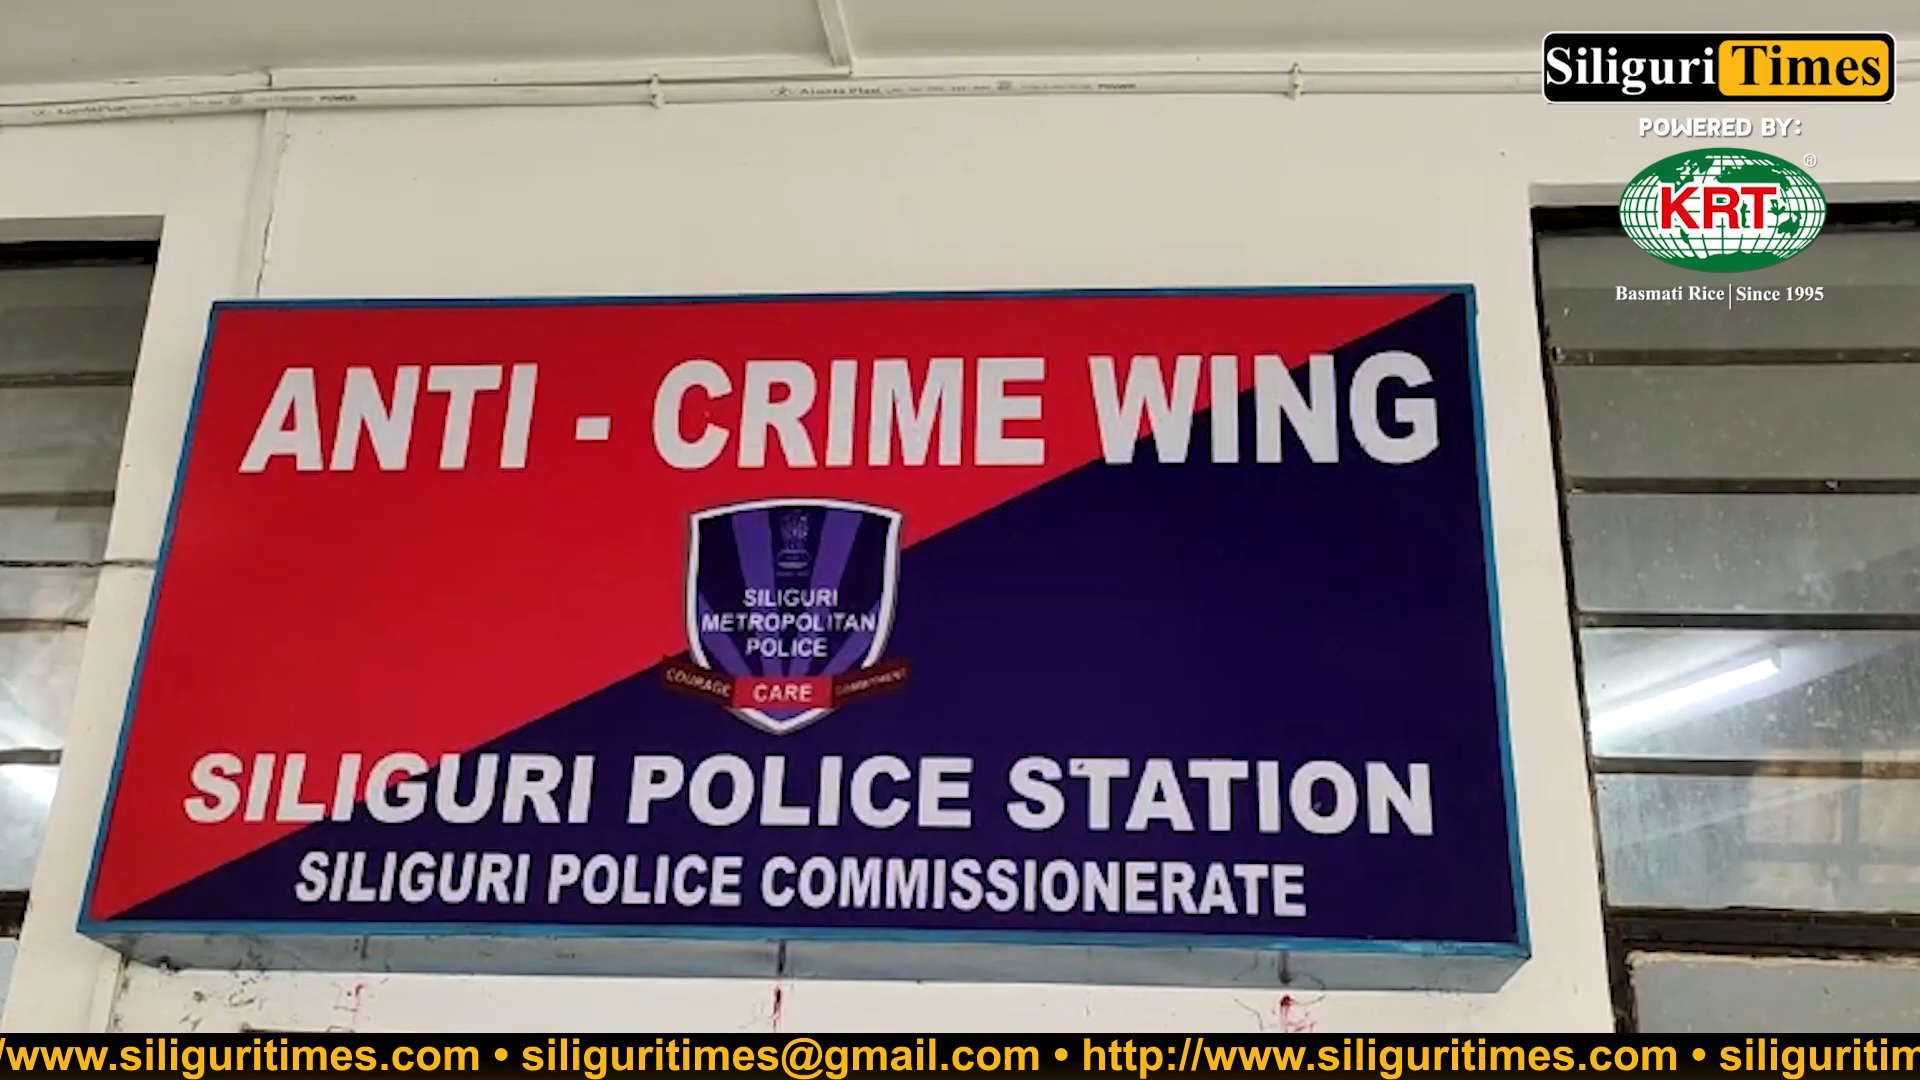 Siliguri Times
POWERED BY:
KRT
®
Basmati Rice | Since 1995
ANTI - CRIME WING
SILIGURI
METROPOLITAN
POLICE
COURAGE CARE COMMITMENT
SILIGURI POLICE STATION
SILIGURI POLICE COMMISSIONERATE
/www.siliguritimes.com • siliguritimes@gmail.com • http://www.siliguritimes.com • siliguritim